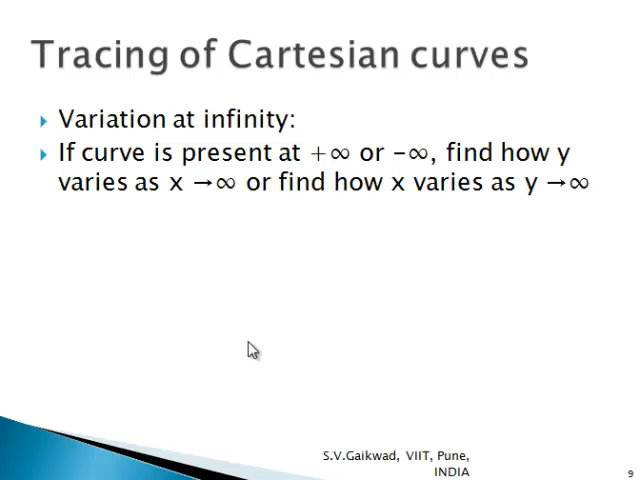 Tracing of Cartesian curves
Variation at infinity:
If curve is present at +∞ or -∞, find how y
varies as x →∞ or find how x varies as y →∞
S.V.Gaikwad, VIIT, Pune,
INDIA
9